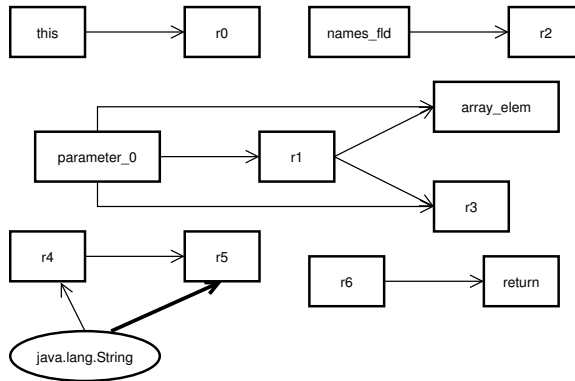 this
r0
names_fld
r2
array_elem
parameter_0
r1
r3
r4
r5
r6
return
java.lang.String